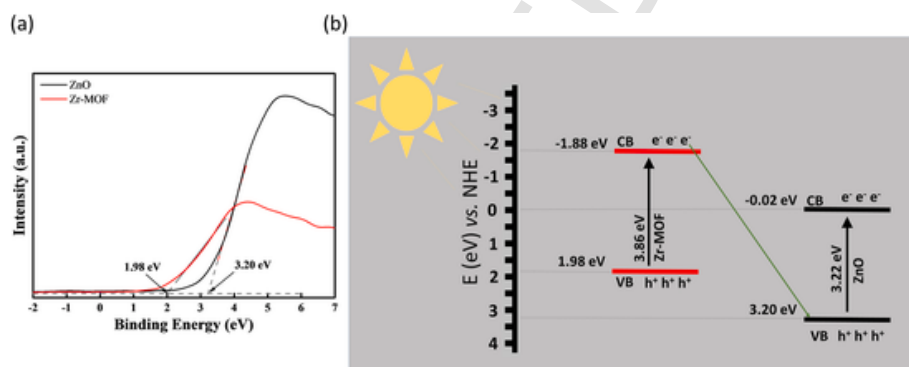 (a)
ZnO
Zr-MOF
Intensity (a.u.)
1.98 eV
3.20 eV
-2 -1 0 1 2 3 4 5 6 7
Binding Energy (eV)
(b)
E (eV) vs. NHE
-3
-2
-1
0
1
2
3
4
-1.88 eV
CB e⁻ e⁻ e⁻
3.86 eV
Zr-MOF
1.98 eV
VB h⁺ h⁺ h⁺
-0.02 eV
CB e⁻ e⁻ e⁻
3.22 eV
ZnO
3.20 eV
VB h⁺ h⁺ h⁺